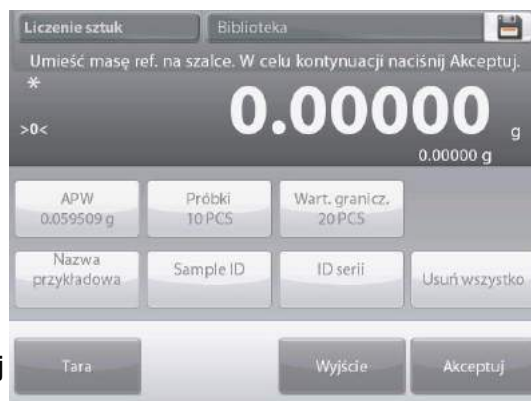 Liczenie sztuk
Biblioteka
Umieść masę ref. na szalce. W celu kontynuacji naciśnij Akceptuj.
*
>0<
0.00000 g
0.00000 g
APW
0.059509 g
Próbki
10 PCS
Wart. granicz.
20 PCS
Nazwa
przykładowa
Sample ID
ID serii
Usuń wszystko
j
Tara
Wyjście
Akceptuj